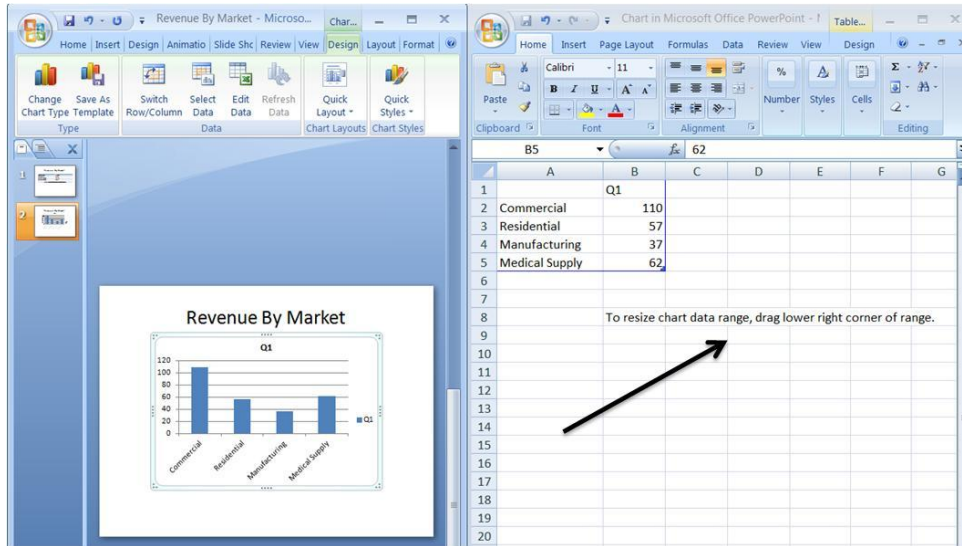 Revenue By Market - Microso...
Char...
Home Insert Design Animatio Slide Shc Review View Design Layout Format
Change Chart Type
Save As Template
Switch Row/Column
Select Data
Edit Data
Refresh Data
Quick Layout
Quick Styles
Type
Data
Chart Layouts
Chart Styles
1
2
Revenue By Market
Q1
120
100
80
60
40
20
0
Q1
Commercial
Residential
Manufacturing
Medical Supply
Chart in Microsoft Office PowerPoint -
Table...
Home Insert Page Layout Formulas Data Review View Design
Paste
Calibri
11
B I U A A
A
%
Number
A
Styles
Cells
Σ
Clipboard
Font
Alignment
Editing
B5
fx 62
A B C D E F G
1 Q1
2 Commercial 110
3 Residential 57
4 Manufacturing 37
5 Medical Supply 62
6
7
8 To resize chart data range, drag lower right corner of range.
9
10
11
12
13
14
15
16
17
18
19
20